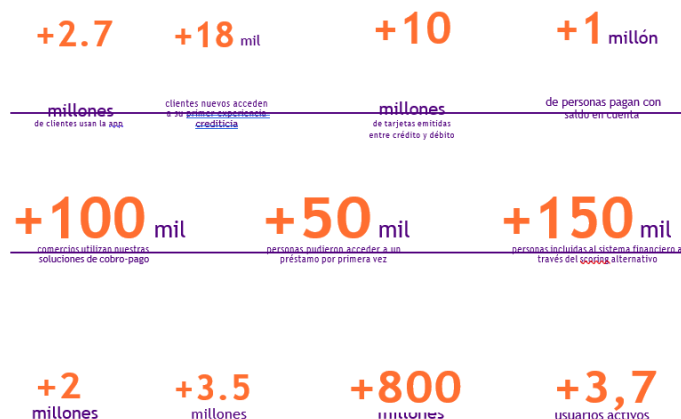 +2.7
+18 mil
+10
+1 millón
millones
de clientes usan la app
clientes nuevos acceden
a su primer experiencia
crediticia
millones
de tarjetas emitidas
entre crédito y débito
de personas pagan con
saldo en cuenta
+100 mil
comercios utilizan nuestras
soluciones de cobro-pago
+50 mil
personas pudieron acceder a un
préstamo por primera vez
+150 mil
personas incluidas al sistema financiero a
través del scoring alternativo
+2
millones
+3.5
millones
+800
millones
+3,7
usuarios activos